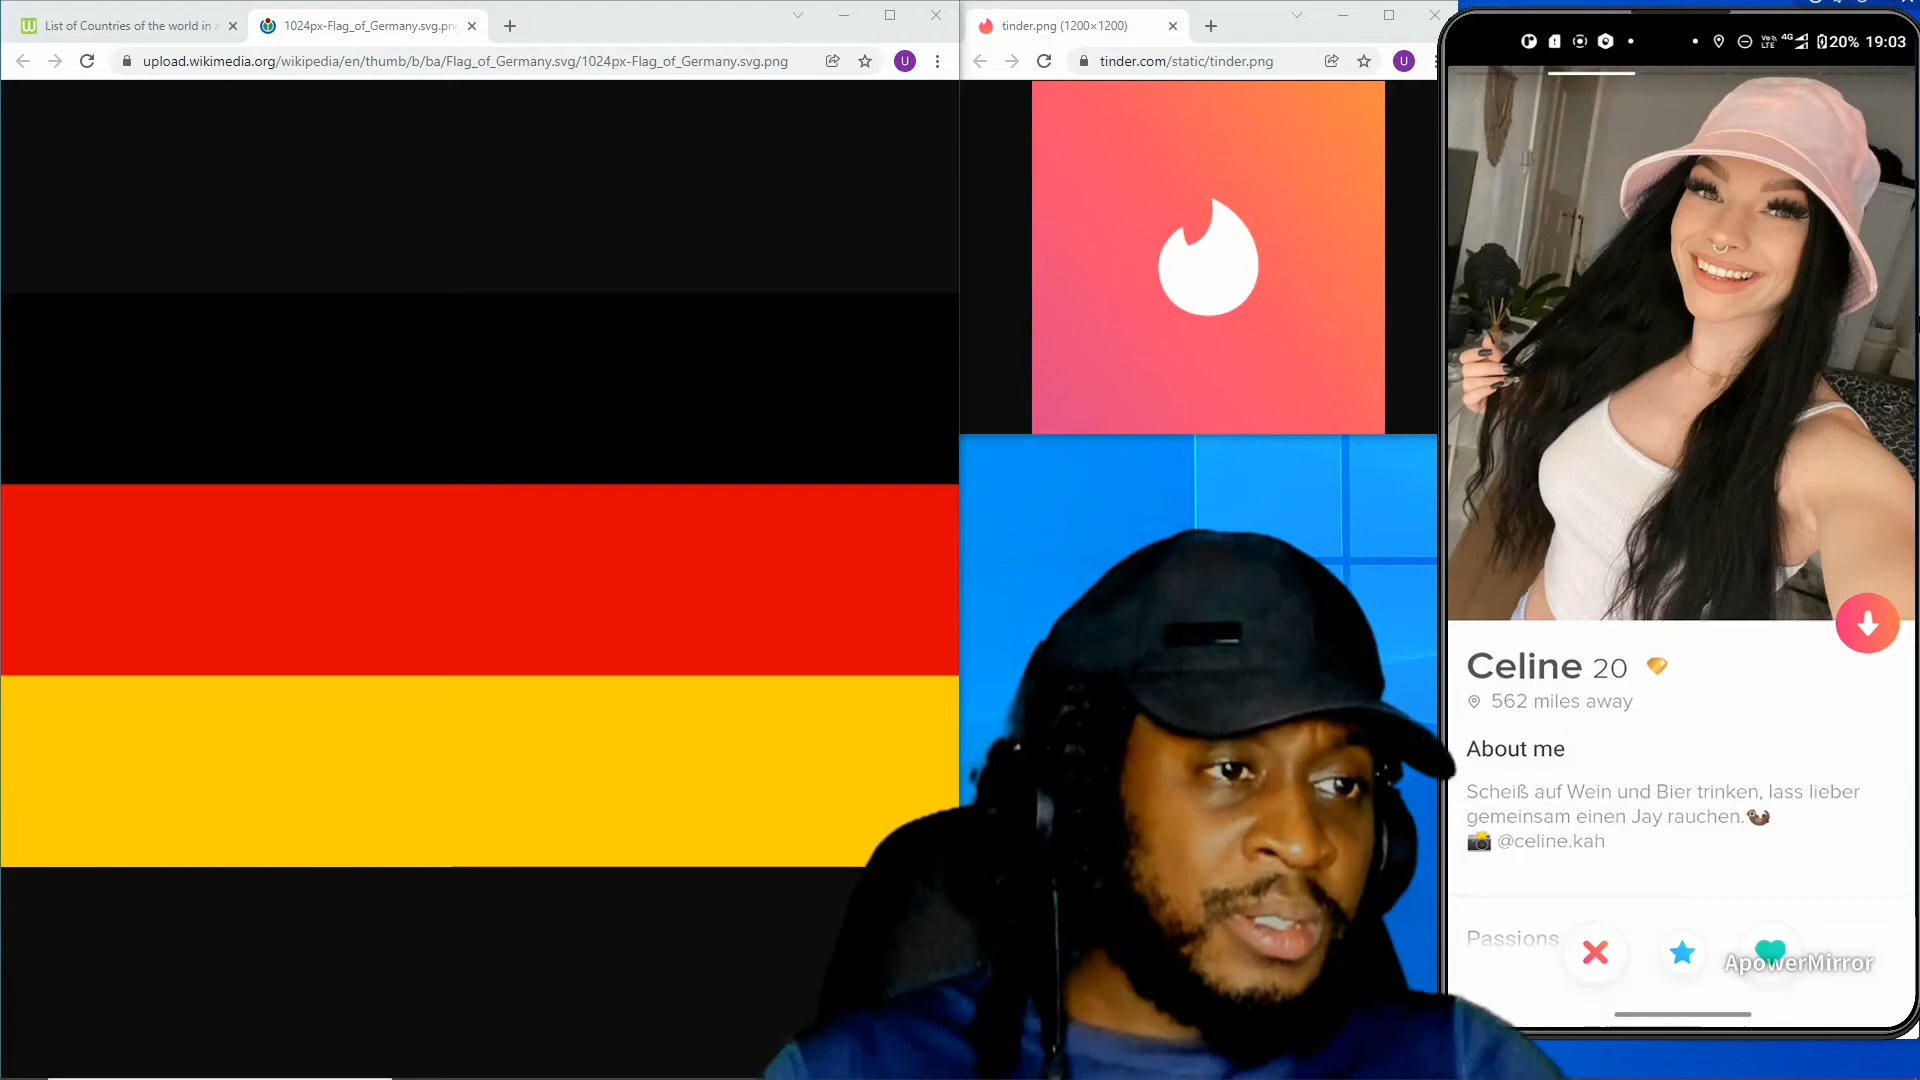 List of Countries of the world in
1024px-Flag_of_Germany.svg.pn
upload.wikimedia.org/wikipedia/en/thumb/b/ba/Flag_of_Germany.svg/1024px-Flag_of_Germany.svg.png
U
tinder.png (1200×1200)
tinder.com/static/tinder.png
U
4G
20% 19:03
Celine 20
562 miles away
About me
Scheiß auf Wein und Bier trinken, lass lieber
gemeinsam einen Jay rauchen.🦦
📸 @celine.kah
Passions
ApowerMirror